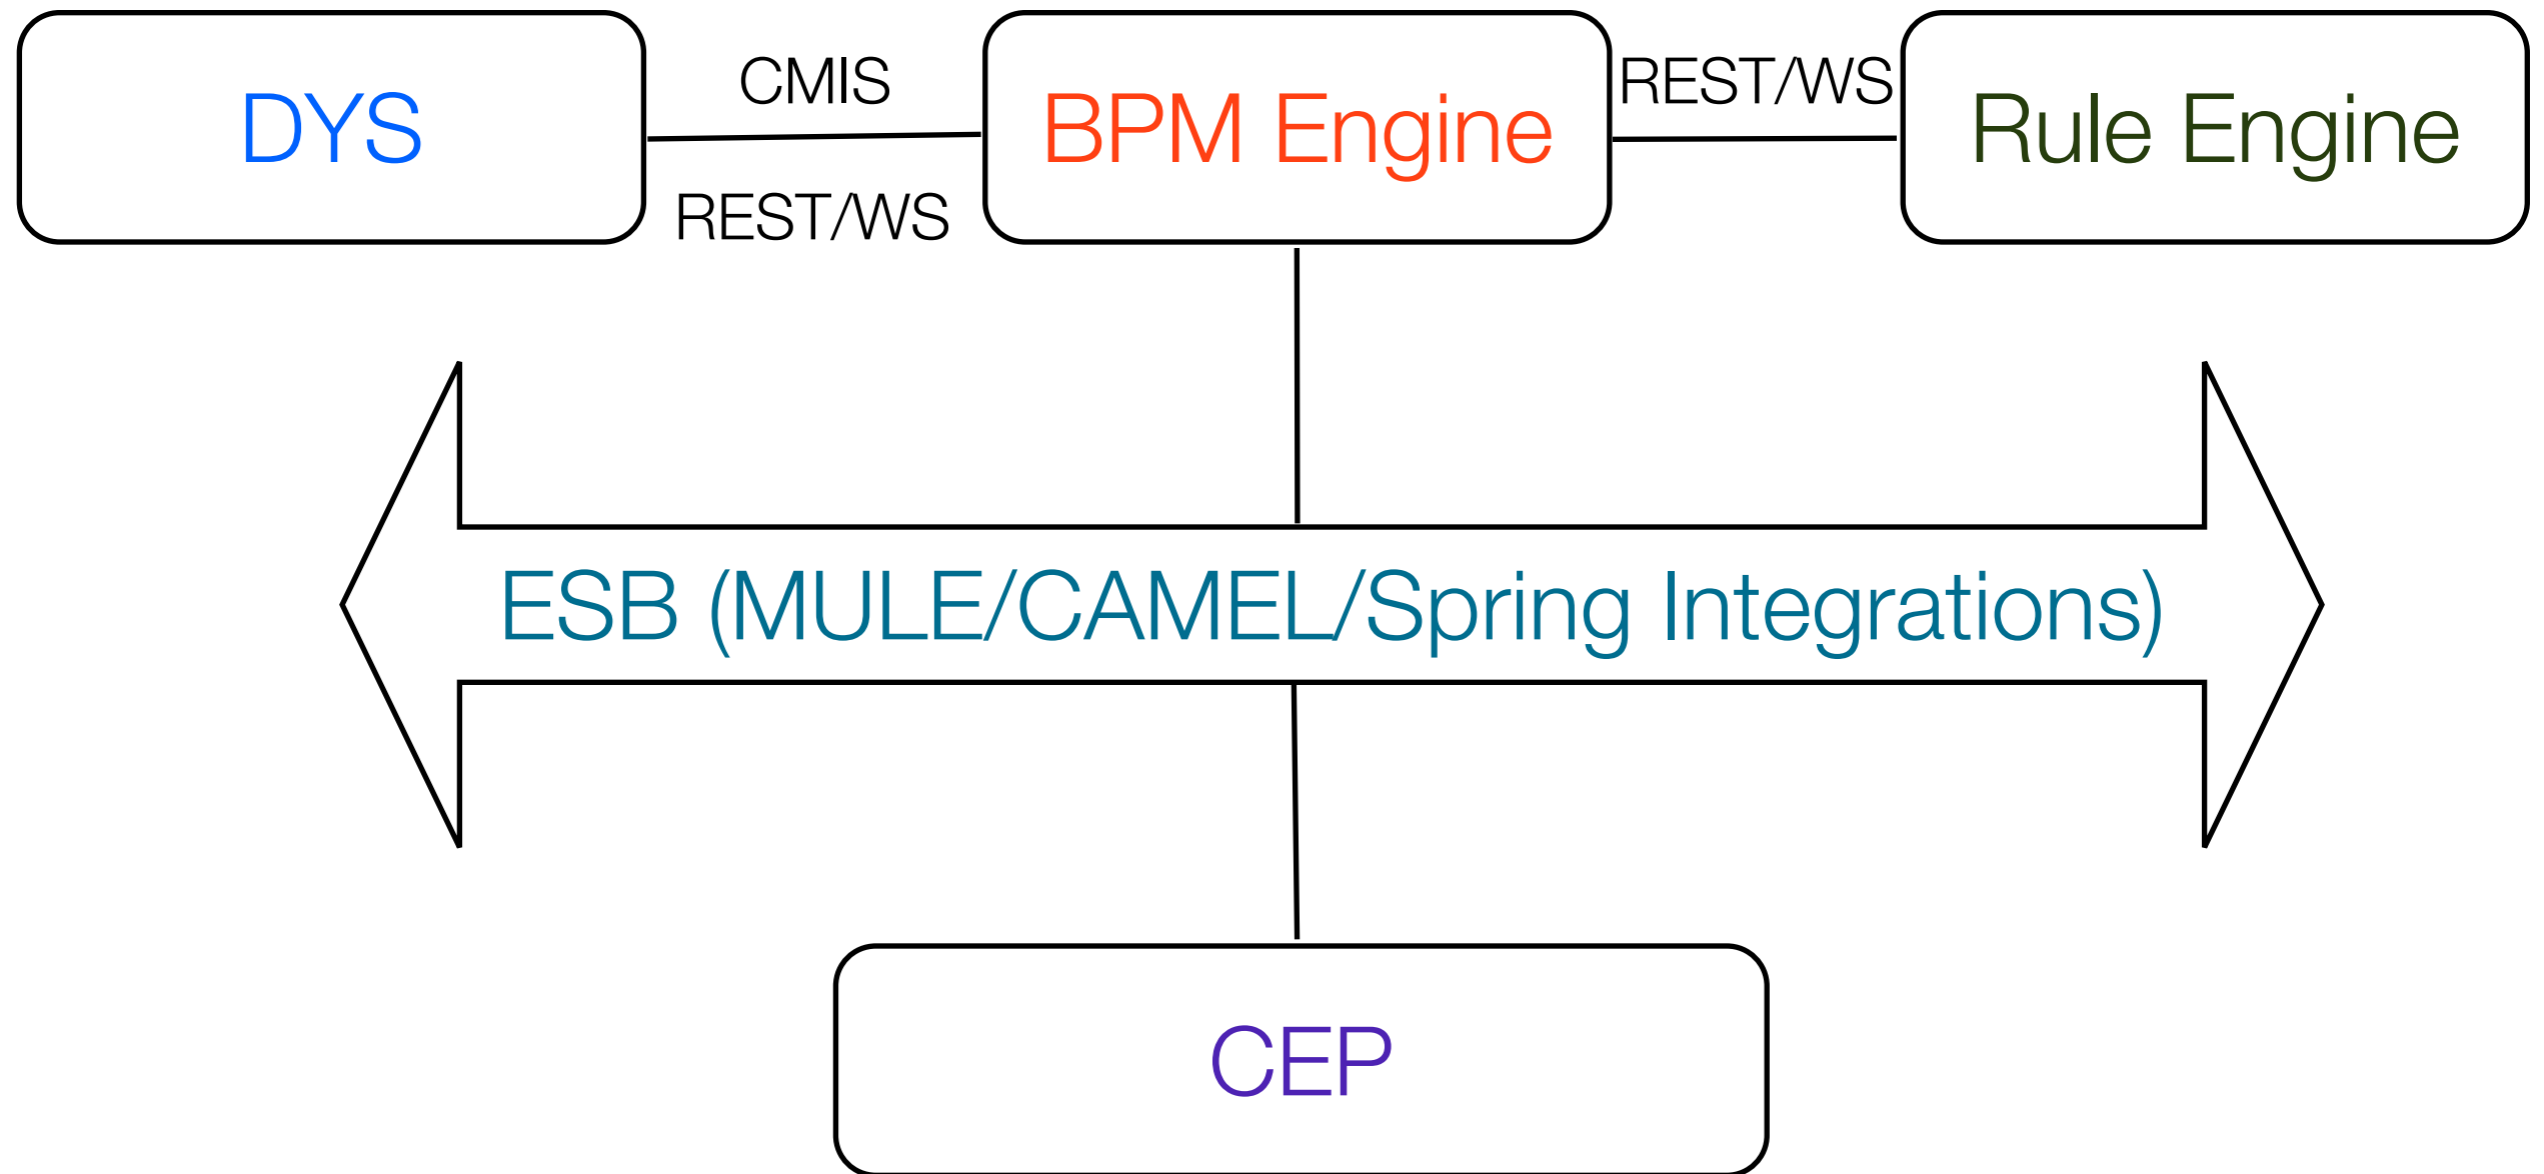 DYS
CMIS
REST/WS
BPM Engine
REST/WS
Rule Engine
ESB (MULE/CAMEL/Spring Integrations)
CEP